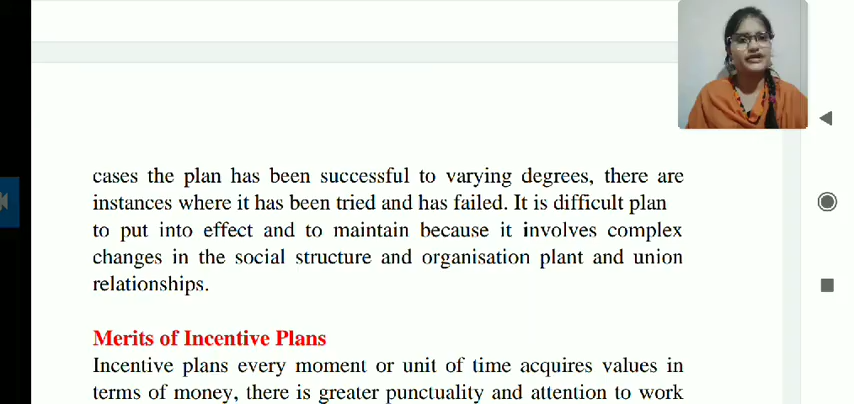 cases the plan has been successful to varying degrees, there are
instances where it has been tried and has failed. It is difficult plan
to put into effect and to maintain because it involves complex
changes in the social structure and organisation plant and union
relationships.
Merits of Incentive Plans
Incentive plans every moment or unit of time acquires values in
terms of money, there is greater punctuality and attention to work